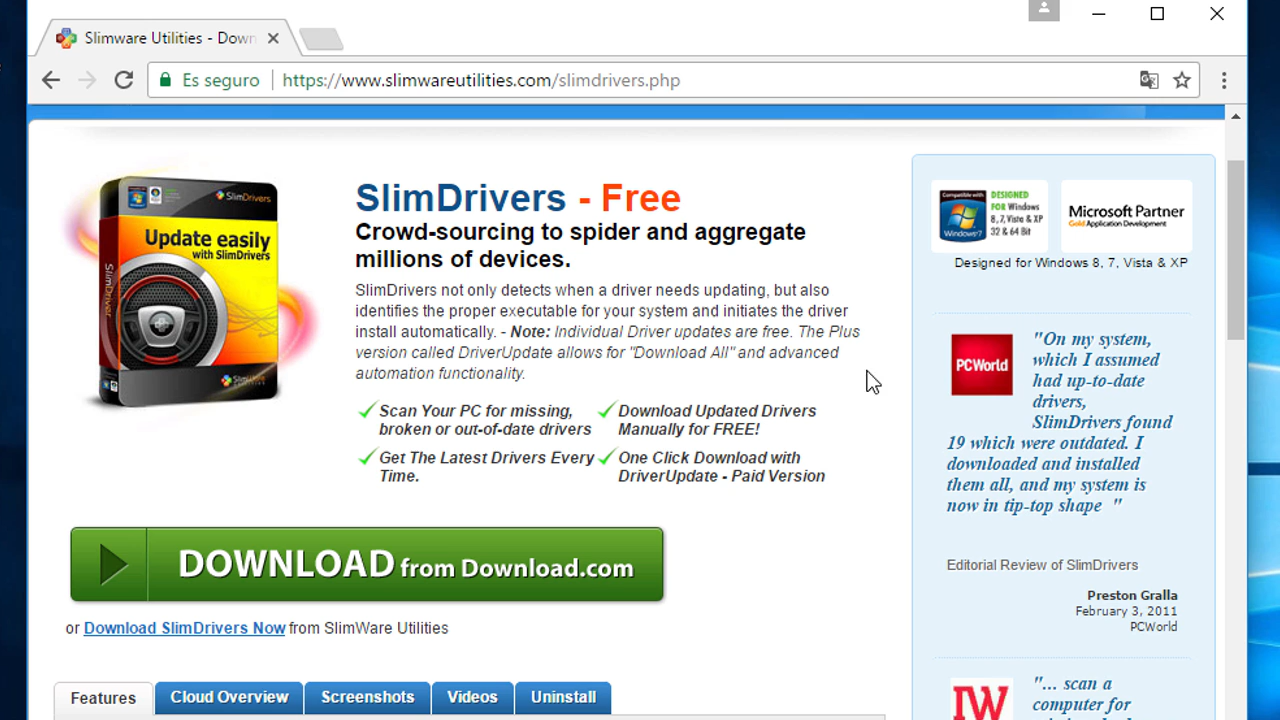 Slimware Utilities - Down
Es seguro
https://www.slimwareutilities.com/slimdrivers.php
SlimDrivers
Update easily
with SlimDrivers
SlimDrivers - Free
Crowd-sourcing to spider and aggregate
millions of devices.
SlimDrivers not only detects when a driver needs updating, but also
identifies the proper executable for your system and initiates the driver
install automatically. - Note: Individual Driver updates are free. The Plus
version called DriverUpdate allows for "Download All" and advanced
automation functionality.
Scan Your PC for missing,
broken or out-of-date drivers
Download Updated Drivers
Manually for FREE!
Get The Latest Drivers Every
Time.
One Click Download with
DriverUpdate - Paid Version
DOWNLOAD from Download.com
or Download SlimDrivers Now from SlimWare Utilities
Features
Cloud Overview
Screenshots
Videos
Uninstall
Compatible with
Windows 7
DESIGNED
FOR Windows
8, 7, Vista & XP
32 & 64 Bit
Microsoft Partner
Gold Application Development
Designed for Windows 8, 7, Vista & XP
PCWorld
"On my system,
which I assumed
had up-to-date
drivers,
SlimDrivers found
19 which were outdated. I
downloaded and installed
them all, and my system is
now in tip-top shape "
Editorial Review of SlimDrivers
Preston Gralla
February 3, 2011
PCWorld
IW
"... scan a
computer for